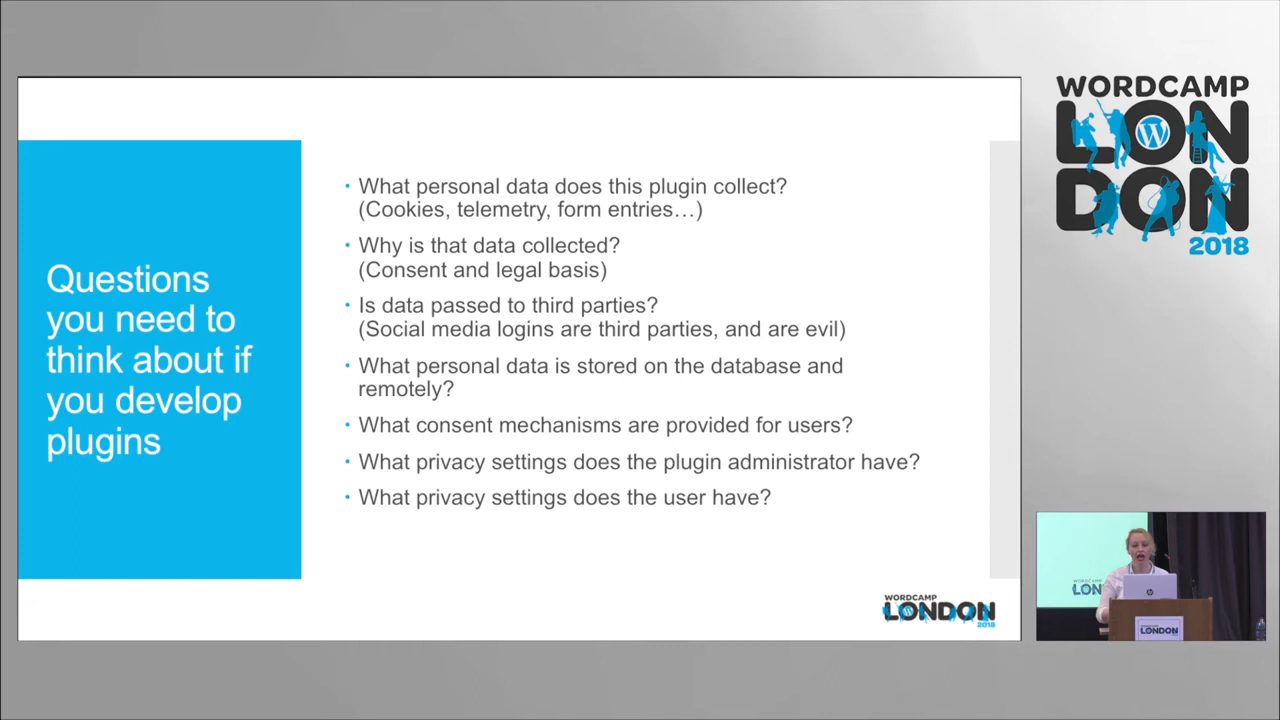 Questions
you need to
think about if
you develop
plugins
• What personal data does this plugin collect?
(Cookies, telemetry, form entries…)
• Why is that data collected?
(Consent and legal basis)
• Is data passed to third parties?
(Social media logins are third parties, and are evil)
• What personal data is stored on the database and
remotely?
• What consent mechanisms are provided for users?
• What privacy settings does the plugin administrator have?
• What privacy settings does the user have?
WORDCAMP
LONDON
2018
WORDCAMP
LON
DON
2018
LON
hp
LONDON